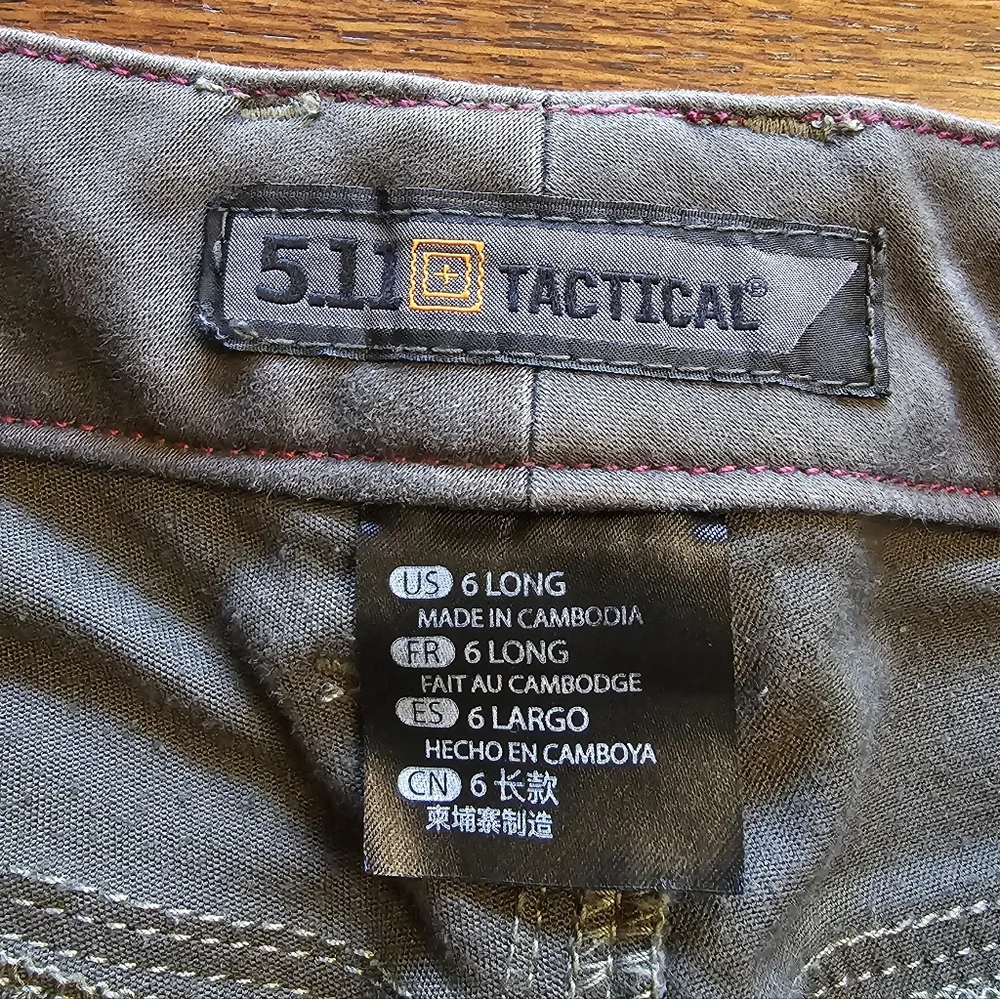 5.11 TACTICAL®
US 6 LONG
MADE IN CAMBODIA
FR 6 LONG
FAIT AU CAMBODGE
ES 6 LARGO
HECHO EN CAMBOYA
CN 6 长款
柬埔寨制造